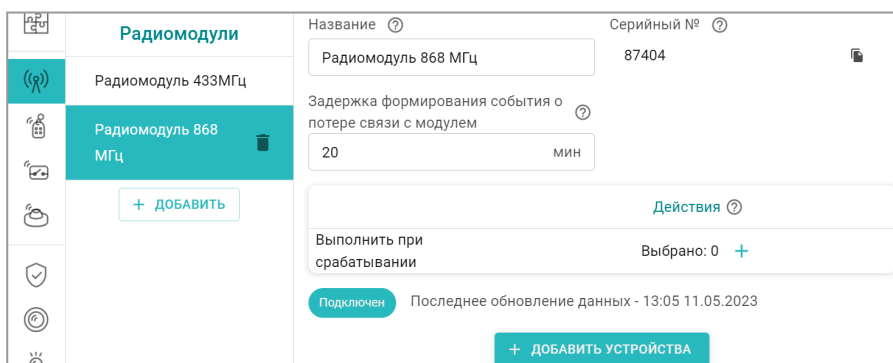 Радиомодули
Радиомодуль 433МГц
Радиомодуль 868
МГц
+ ДОБАВИТЬ
Название ?
Радиомодуль 868 МГц
Серийный № ?
87404
Задержка формирования события о
потере связи с модулем ?
20 мин
Действия ?
Выполнить при
срабатывании
Выбрано: 0 +
Подключен
Последнее обновление данных - 13:05 11.05.2023
+ ДОБАВИТЬ УСТРОЙСТВА